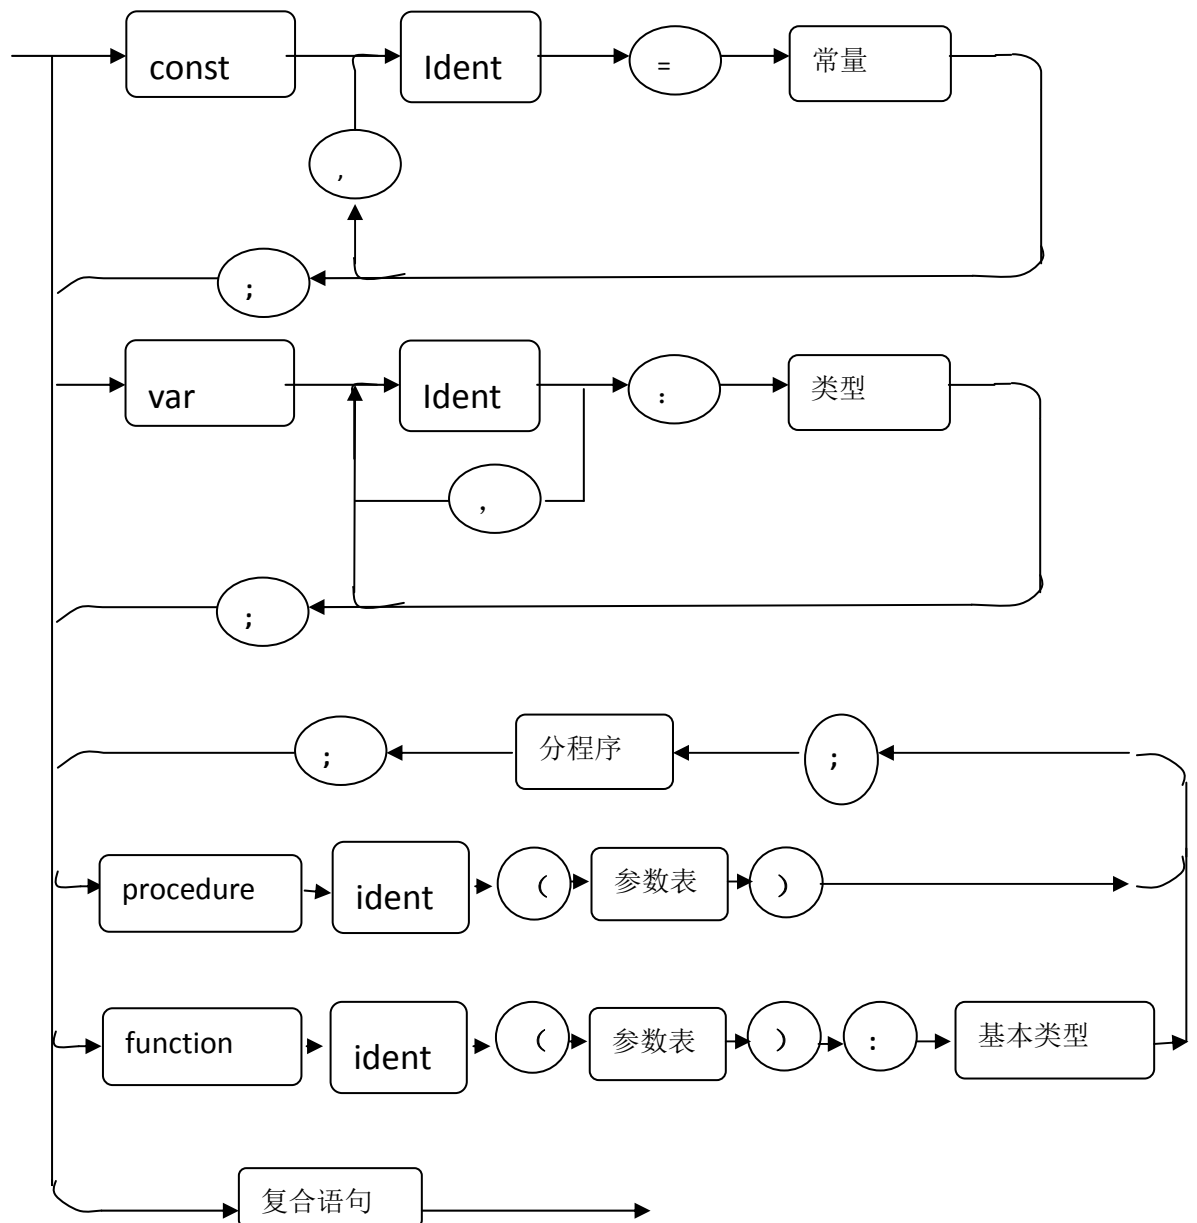 const Ident = 常量
,
;
var Ident : 类型
,
;
; 分程序 ;
procedure ident ( 参数表 )
function ident ( 参数表 ) : 基本类型
复合语句